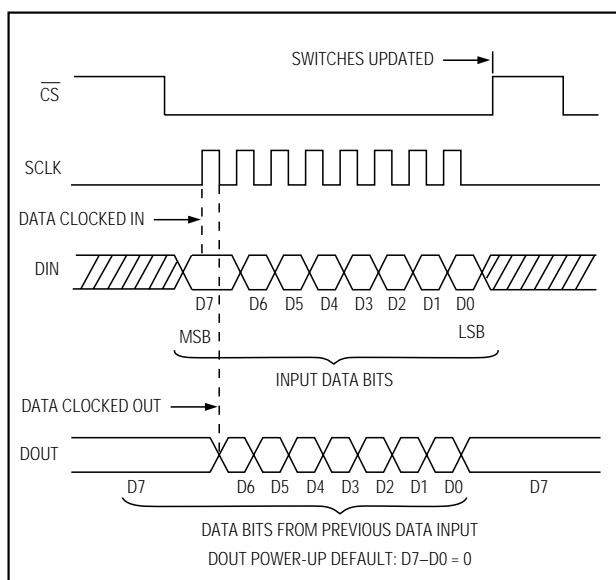 SWITCHES UPDATED
CS
SCLK
DATA CLOCKED IN
DIN
D7 D6 D5 D4 D3 D2 D1 D0
MSB LSB
INPUT DATA BITS
DATA CLOCKED OUT
DOUT
D7 D6 D5 D4 D3 D2 D1 D0 D7
DATA BITS FROM PREVIOUS DATA INPUT
DOUT POWER-UP DEFAULT: D7–D0 = 0